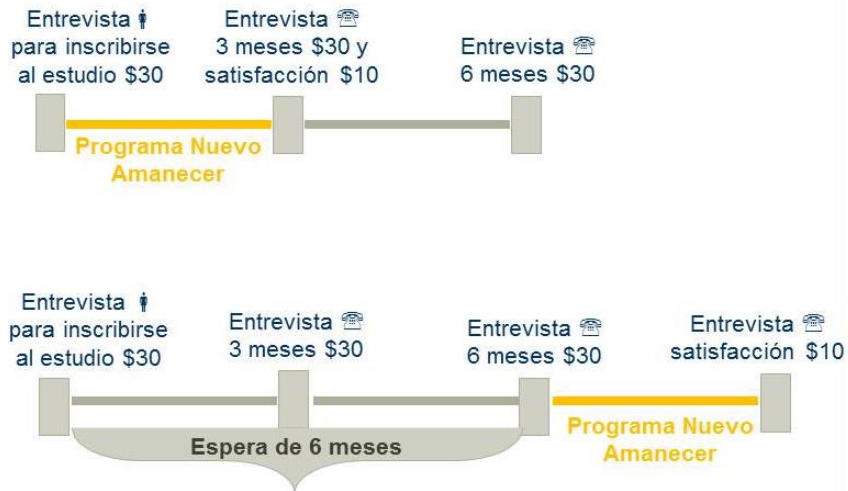 Entrevista
para inscribirse
al estudio $30
Entrevista ☏
3 meses $30 y
satisfacción $10
Entrevista ☏
6 meses $30
Programa Nuevo
Amanecer
Entrevista
para inscribirse
al estudio $30
Entrevista ☏
3 meses $30
Entrevista ☏
6 meses $30
Entrevista ☏
satisfacción $10
Espera de 6 meses
Programa Nuevo
Amanecer